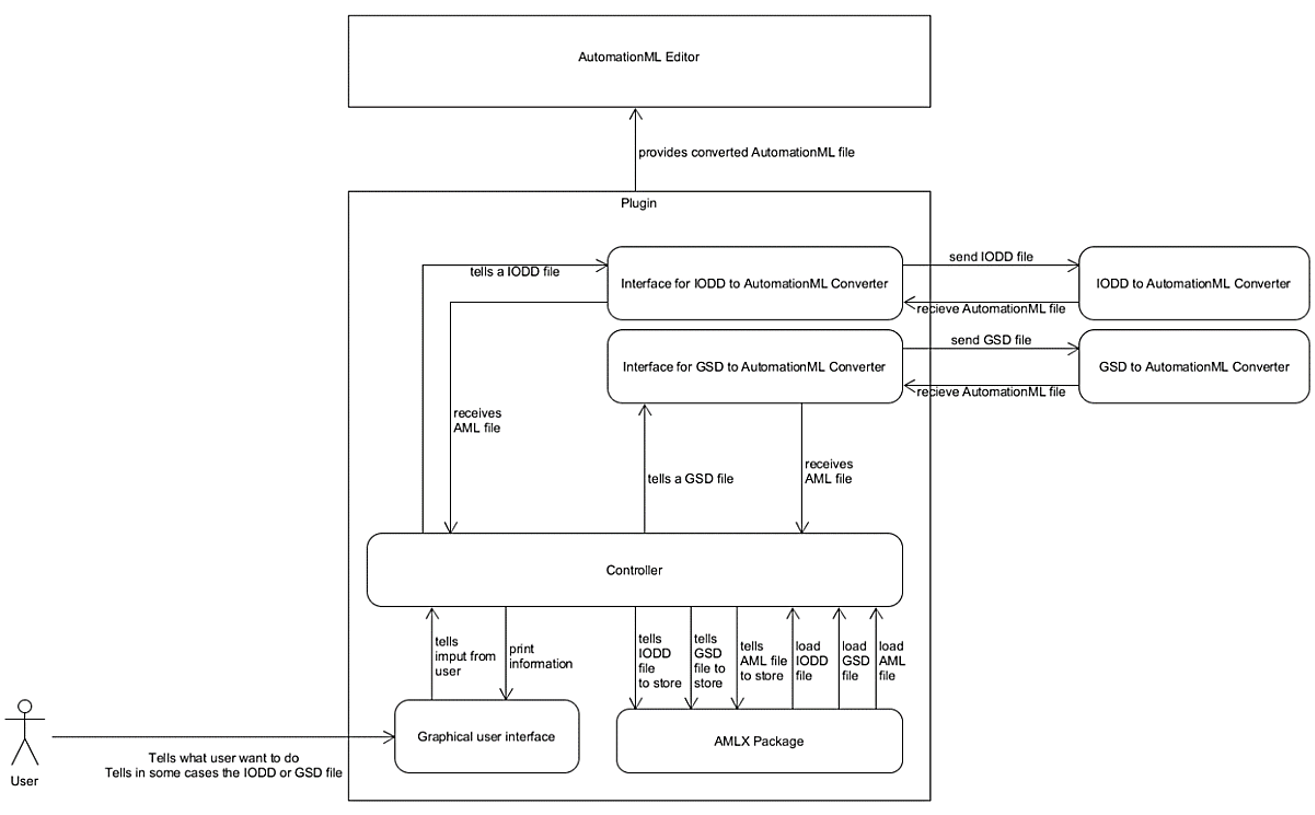 AutomationML Editor
provides converted AutomationML file
Plugin
tells a IODD file
Interface for IODD to AutomationML Converter
send IODD file
recieve AutomationML file
IODD to AutomationML Converter
Interface for GSD to AutomationML Converter
send GSD file
recieve AutomationML file
GSD to AutomationML Converter
receives
AML file
tells a GSD file
receives
AML file
Controller
tells
imput from
user
print
information
tells
IODD
file
to store
tells
GSD
file to
store
tells
AML file
to store
load
IODD
file
load
GSD
file
load
AML
file
Graphical user interface
AMLX Package
User
Tells what user want to do
Tells in some cases the IODD or GSD file